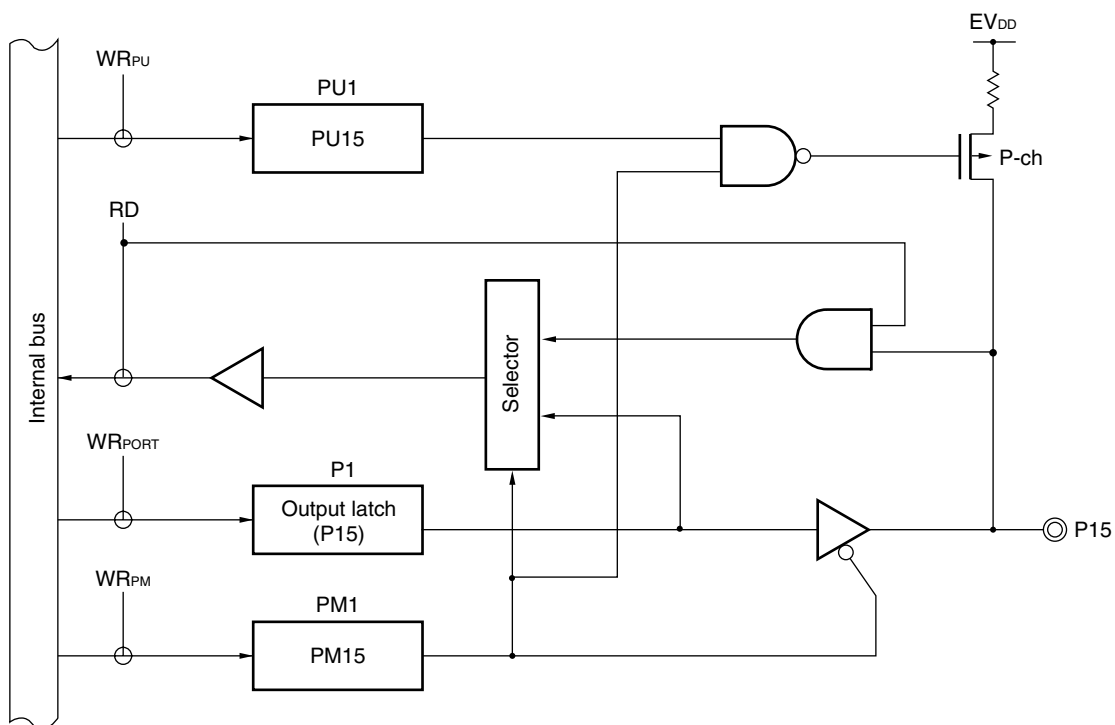 EVDD
WRPU
PU1
PU15
P-ch
RD
Internal bus
Selector
WRPORT
P1
Output latch
(P15)
P15
WRPM
PM1
PM15